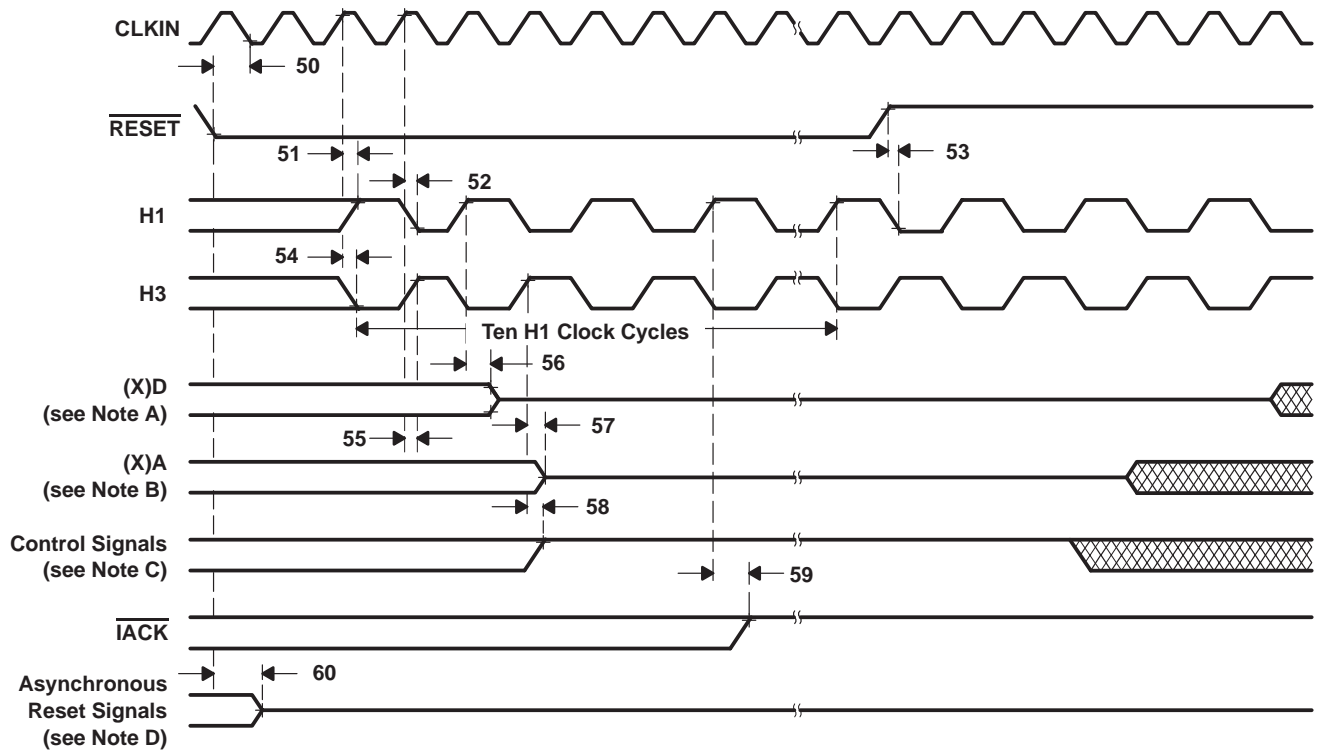 CLKIN
50
RESET
51
53
52
H1
54
H3
Ten H1 Clock Cycles
56
(X)D
(see Note A)
57
55
(X)A
(see Note B)
58
Control Signals
(see Note C)
59
IACK
60
Asynchronous
Reset Signals
(see Note D)